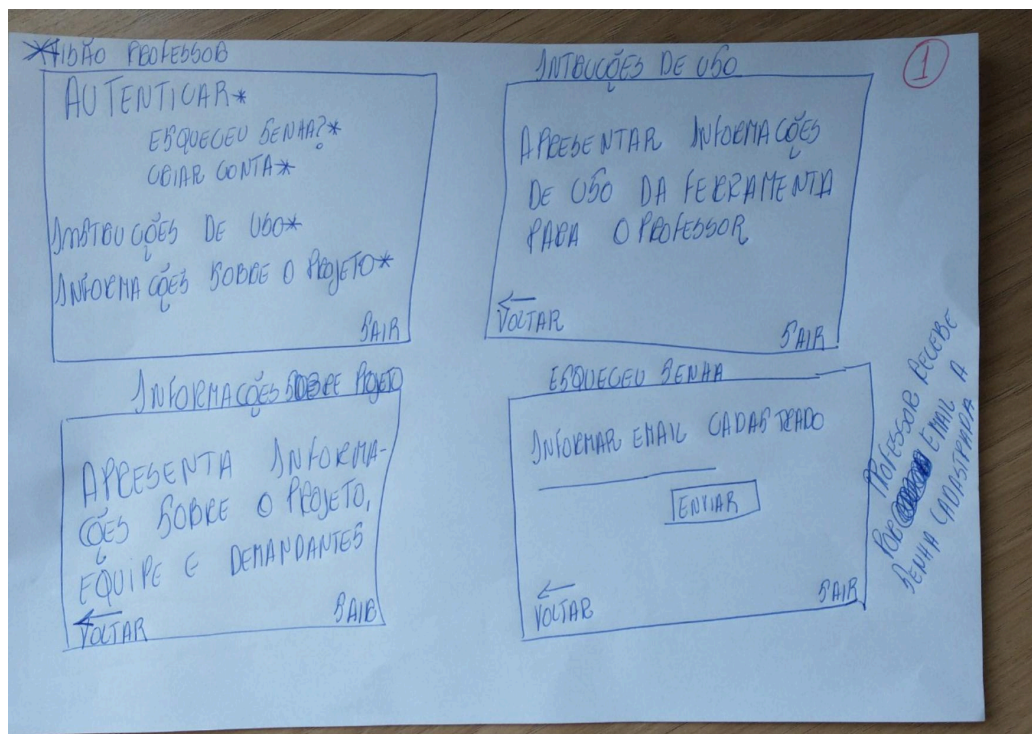 *VISÃO PROFESSOR
AUTENTICAR*
ESQUECEU SENHA?*
CRIAR CONTA*
INSTRUÇÕES DE USO*
INFORMAÇÕES SOBRE O PROJETO*
SAIR
INTRUÇÕES DE USO
1
APRESENTAR INFORMAÇÕES
DE USO DA FERRAMENTA
PARA O PROFESSOR
VOLTAR
SAIR
INFORMAÇÕES SOBRE PROJETO
APRESENTA INFORMA-
ÇÕES SOBRE O PROJETO,
EQUIPE E DEMANDANTES
VOLTAR
SAIR
ESQUECEU SENHA
INFORMAR EMAIL CADASTRADO
ENVIAR
VOLTAR
SAIR
PROFESSOR RECEBE
POR EMAIL A
SENHA CADASTRADA